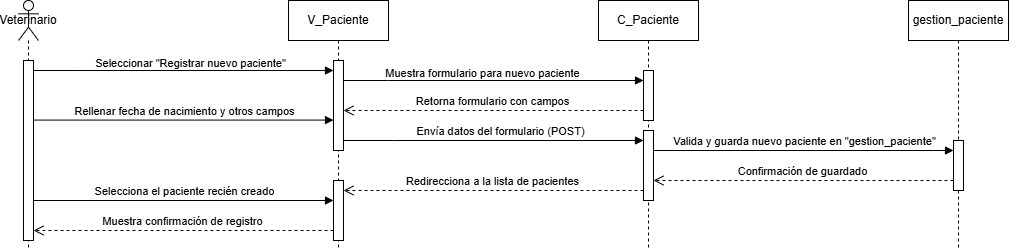 Veterinario
V_Paciente
C_Paciente
gestion_paciente
Seleccionar "Registrar nuevo paciente"
Muestra formulario para nuevo paciente
Retorna formulario con campos
Rellenar fecha de nacimiento y otros campos
Envía datos del formulario (POST)
Valida y guarda nuevo paciente en "gestion_paciente"
Confirmación de guardado
Redirecciona a la lista de pacientes
Selecciona el paciente recién creado
Muestra confirmación de registro